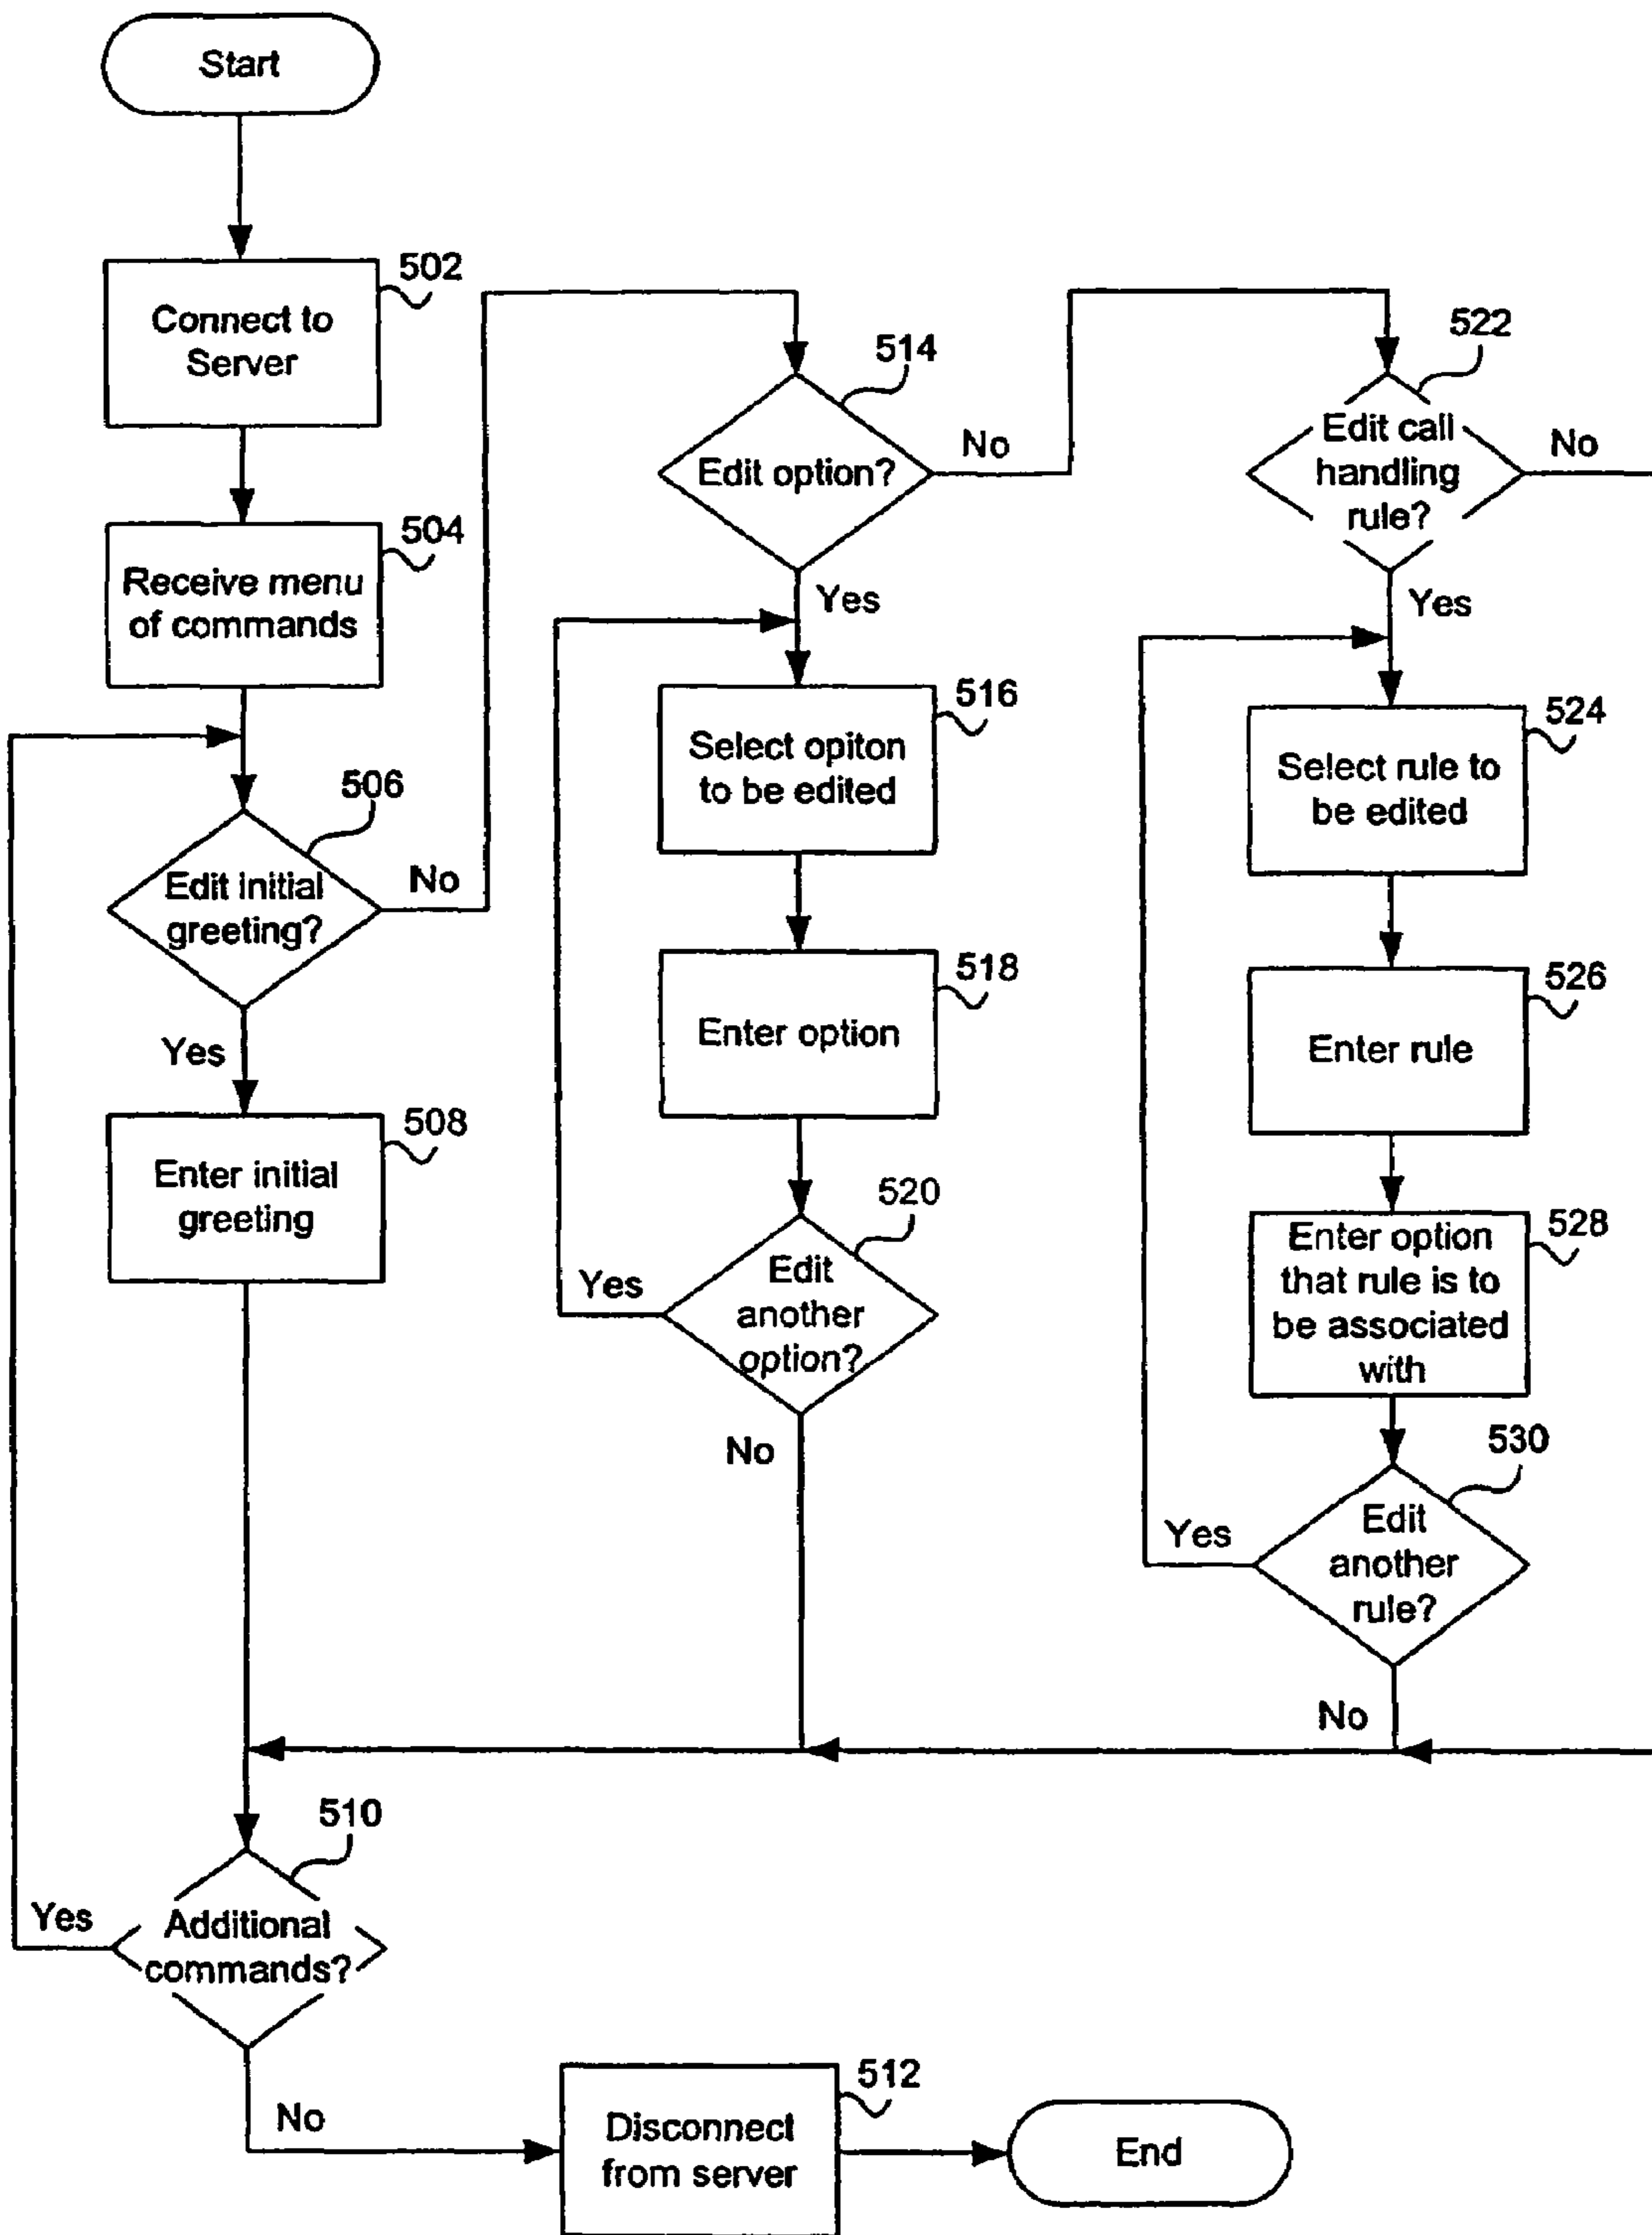 Start
502
Connect to
Server
504
Receive menu
of commands
506
Edit initial
greeting?
No
Yes
508
Enter initial
greeting
510
Additional
commands?
Yes
No
512
Disconnect
from server
End
514
Edit option?
No
Yes
516
Select opiton
to be edited
518
Enter option
520
Edit
another
option?
Yes
No
522
Edit call
handling
rule?
No
Yes
524
Select rule to
be edited
526
Enter rule
528
Enter option
that rule is to
be associated
with
530
Edit
another
rule?
Yes
No